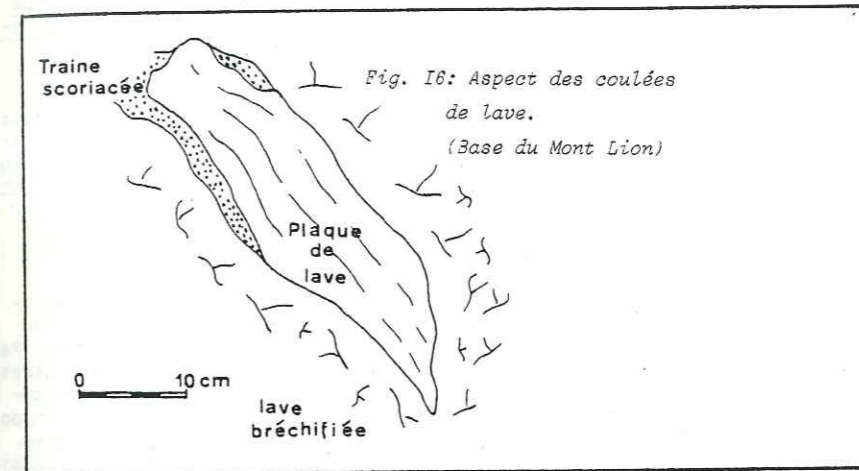 Traine
scoriacée
Fig. I6: Aspect des coulées
de lave.
(Base du Mont Lion)
Plaque
de
lave
0 10 cm
lave
bréchifiée